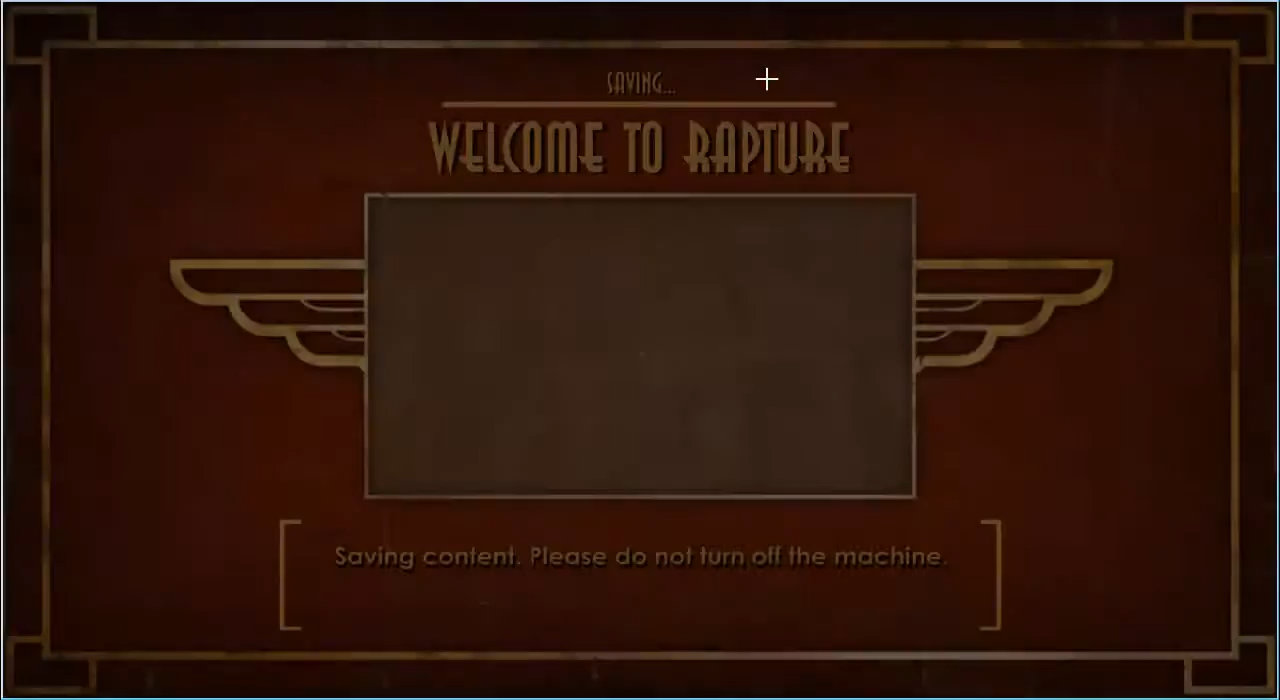 SAVING...
WELCOME TO RAPTURE
Saving content. Please do not turn off the machine.